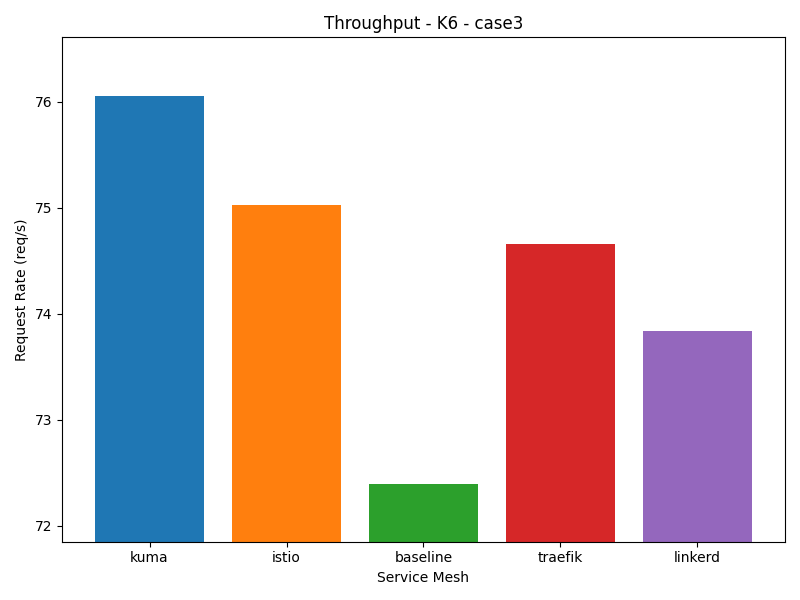 Throughput - K6 - case3
Request Rate (req/s)
76
75
74
73
72
kuma istio baseline traefik linkerd
Service Mesh